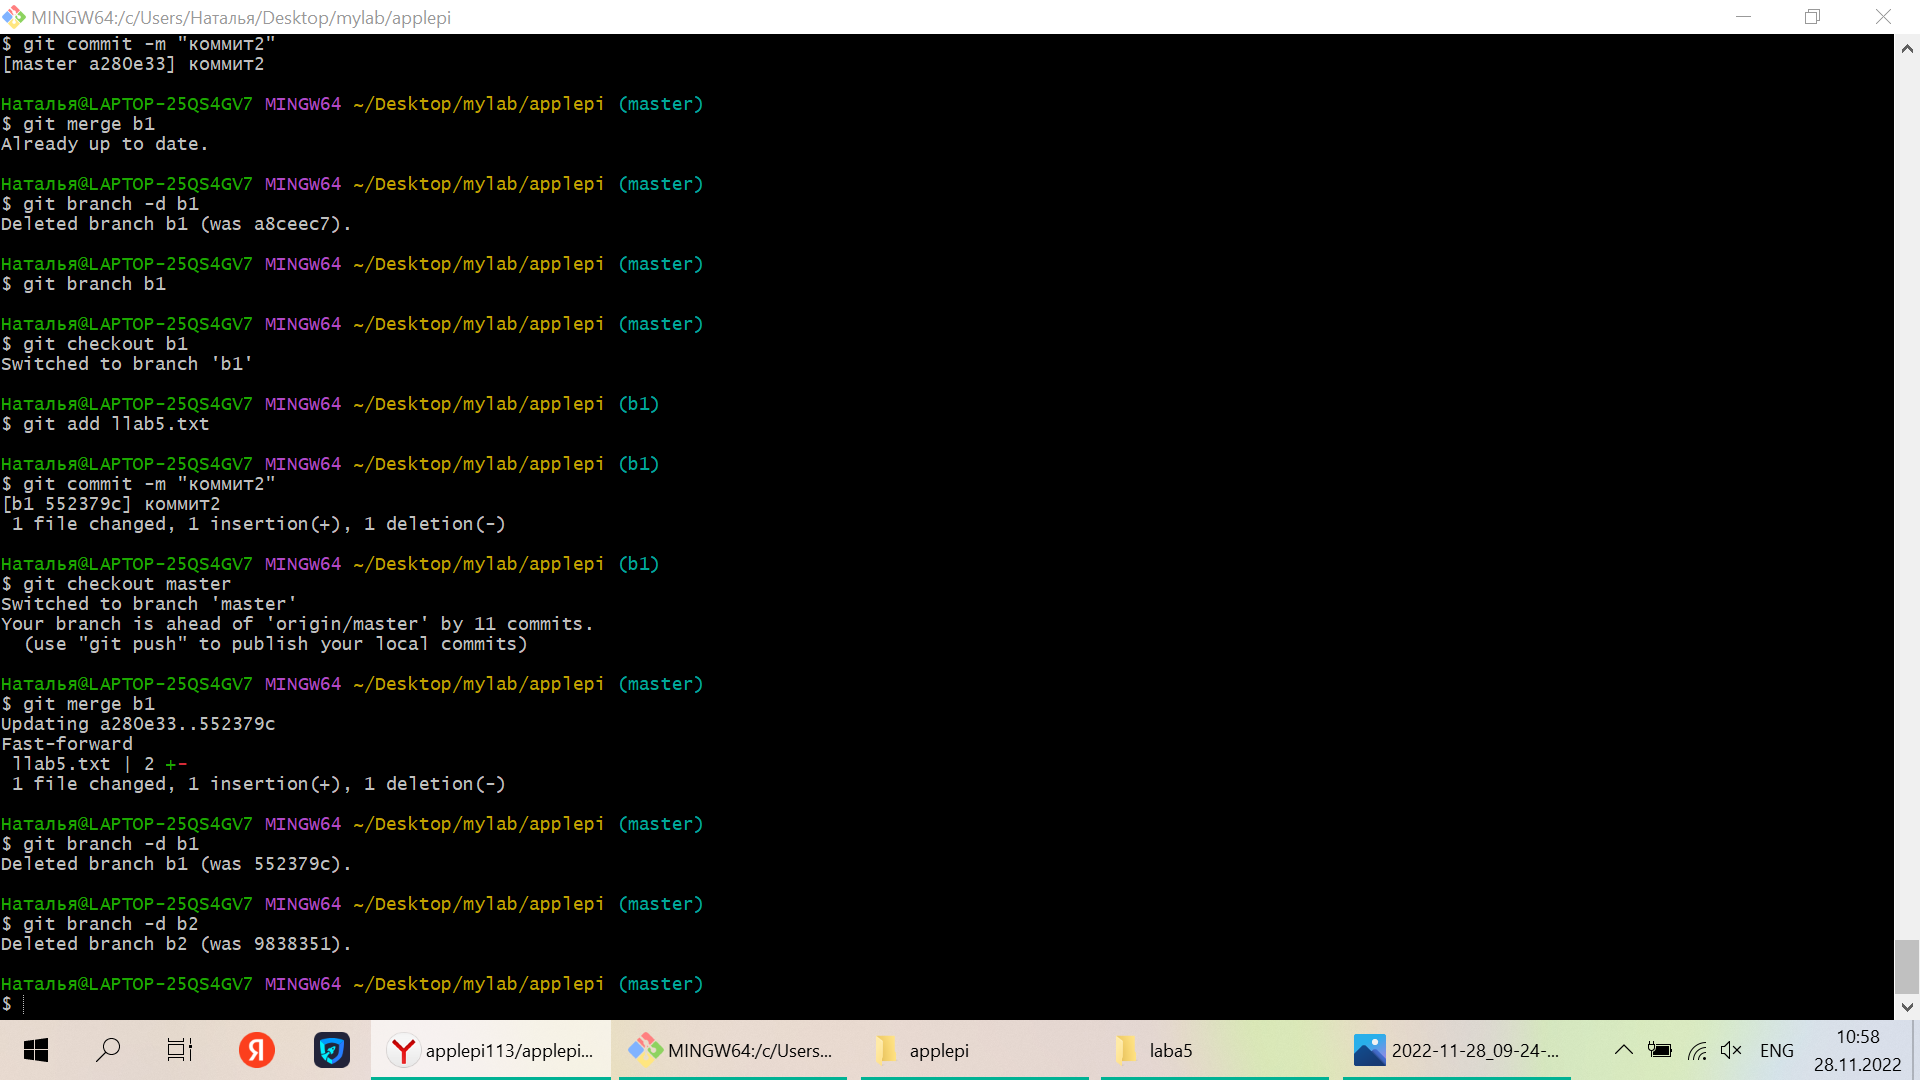 MINGW64:/c/Users/Наталья/Desktop/mylab/applepi
$ git commit -m "коммит2"
[master a280e33] коммит2
Наталья@LAPTOP-25QS4GV7 MINGW64 ~/Desktop/mylab/applepi (master)
$ git merge b1
Already up to date.
Наталья@LAPTOP-25QS4GV7 MINGW64 ~/Desktop/mylab/applepi (master)
$ git branch -d b1
Deleted branch b1 (was a8ceec7).
Наталья@LAPTOP-25QS4GV7 MINGW64 ~/Desktop/mylab/applepi (master)
$ git branch b1
Наталья@LAPTOP-25QS4GV7 MINGW64 ~/Desktop/mylab/applepi (master)
$ git checkout b1
Switched to branch 'b1'
Наталья@LAPTOP-25QS4GV7 MINGW64 ~/Desktop/mylab/applepi (b1)
$ git add llab5.txt
Наталья@LAPTOP-25QS4GV7 MINGW64 ~/Desktop/mylab/applepi (b1)
$ git commit -m "коммит2"
[b1 552379c] коммит2
1 file changed, 1 insertion(+), 1 deletion(-)
Наталья@LAPTOP-25QS4GV7 MINGW64 ~/Desktop/mylab/applepi (b1)
$ git checkout master
Switched to branch 'master'
Your branch is ahead of 'origin/master' by 11 commits.
(use "git push" to publish your local commits)
Наталья@LAPTOP-25QS4GV7 MINGW64 ~/Desktop/mylab/applepi (master)
$ git merge b1
Updating a280e33..552379c
Fast-forward
llab5.txt | 2 +-
1 file changed, 1 insertion(+), 1 deletion(-)
Наталья@LAPTOP-25QS4GV7 MINGW64 ~/Desktop/mylab/applepi (master)
$ git branch -d b1
Deleted branch b1 (was 552379c).
Наталья@LAPTOP-25QS4GV7 MINGW64 ~/Desktop/mylab/applepi (master)
$ git branch -d b2
Deleted branch b2 (was 9838351).
Наталья@LAPTOP-25QS4GV7 MINGW64 ~/Desktop/mylab/applepi (master)
$
Я
applepi113/applepi...
MINGW64:/c/Users...
applepi
laba5
2022-11-28_09-24-...
ENG
10:58
28.11.2022